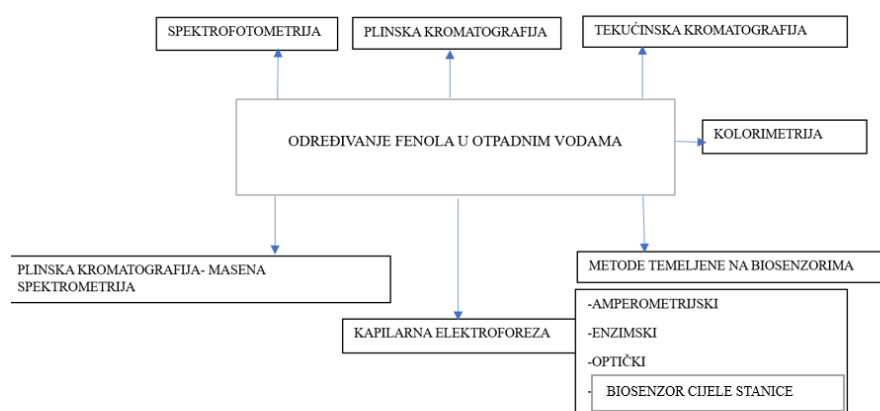 SPEKTROFOTOMETRIJA
PLINSKA KROMATOGRAFIJA
TEKUĆINSKA KROMATOGRAFIJA
ODREĐIVANJE FENOLA U OTPADNIM VODAMA
KOLORIMETRIJA
PLINSKA KROMATOGRAFIJA- MASENA
SPEKTROMETRIJA
METODE TEMELJENE NA BIOSENZORIMA
KAPILARNA ELEKTROFOREZA
-AMPEROMETRIJSKI
-ENZIMSKI
-OPTIČKI
- BIOSENZOR CIJELE STANICE